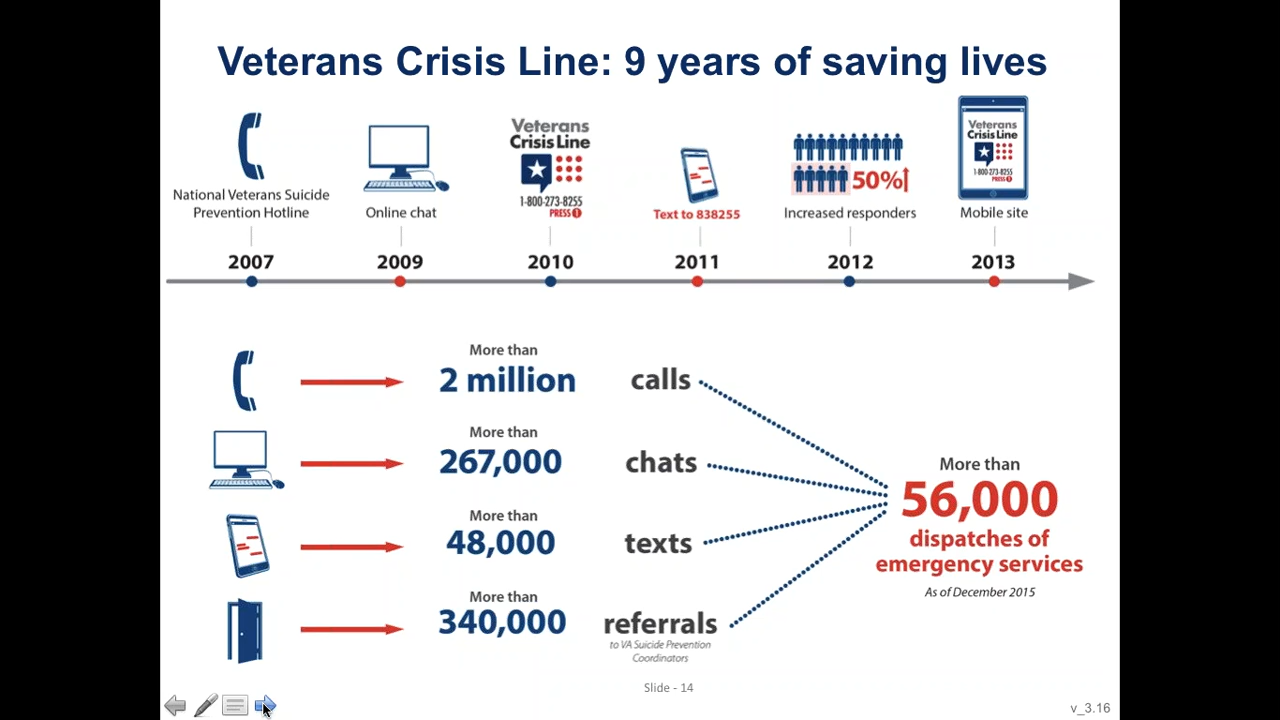 Veterans Crisis Line: 9 years of saving lives
National Veterans Suicide
Prevention Hotline
Online chat
Veterans
Crisis Line
1-800-273-8255
PRESS 1
Text to 838255
50%
Increased responders
Veterans
Crisis Line
1-800-273-8255
PRESS 1
Mobile site
2007
2009
2010
2011
2012
2013
More than
2 million calls
More than
267,000 chats
More than
48,000 texts
More than
340,000 referrals
to VA Suicide Prevention
Coordinators
More than
56,000
dispatches of
emergency services
As of December 2015
Slide - 14
v_3.16